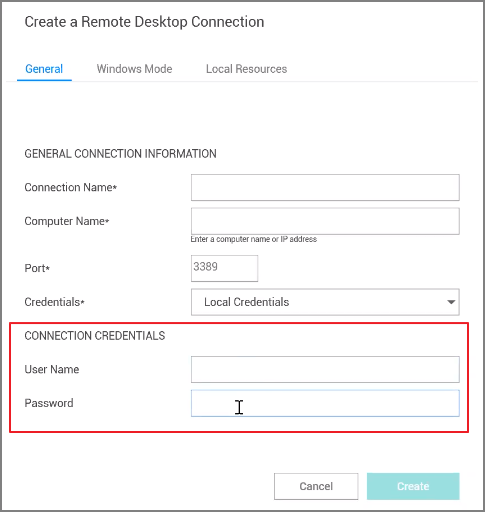 Create a Remote Desktop Connection
General Windows Mode Local Resources
GENERAL CONNECTION INFORMATION
Connection Name*
Computer Name*
Enter a computer name or IP address
Port* 3389
Credentials* Local Credentials
CONNECTION CREDENTIALS
User Name
Password
Cancel Create